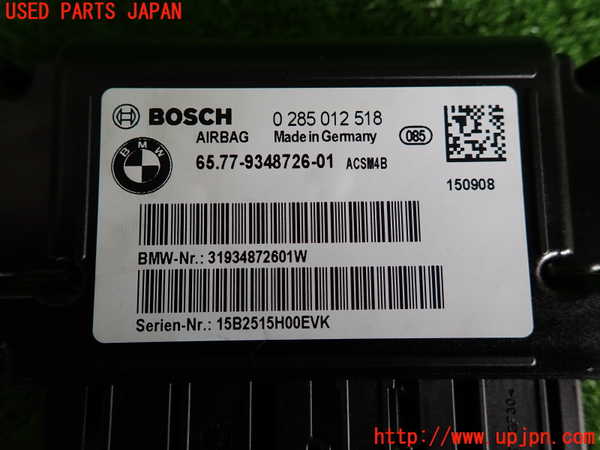 USED PARTS JAPAN
BOSCH 0 285 012 518
AIRBAG Made in Germany 085
BMW 65.77-9348726-01 ACSM4B
150908
BMW-Nr.: 31934872601W
Serien-Nr.: 15B2515H00EVK
http://www.upjpn.com/